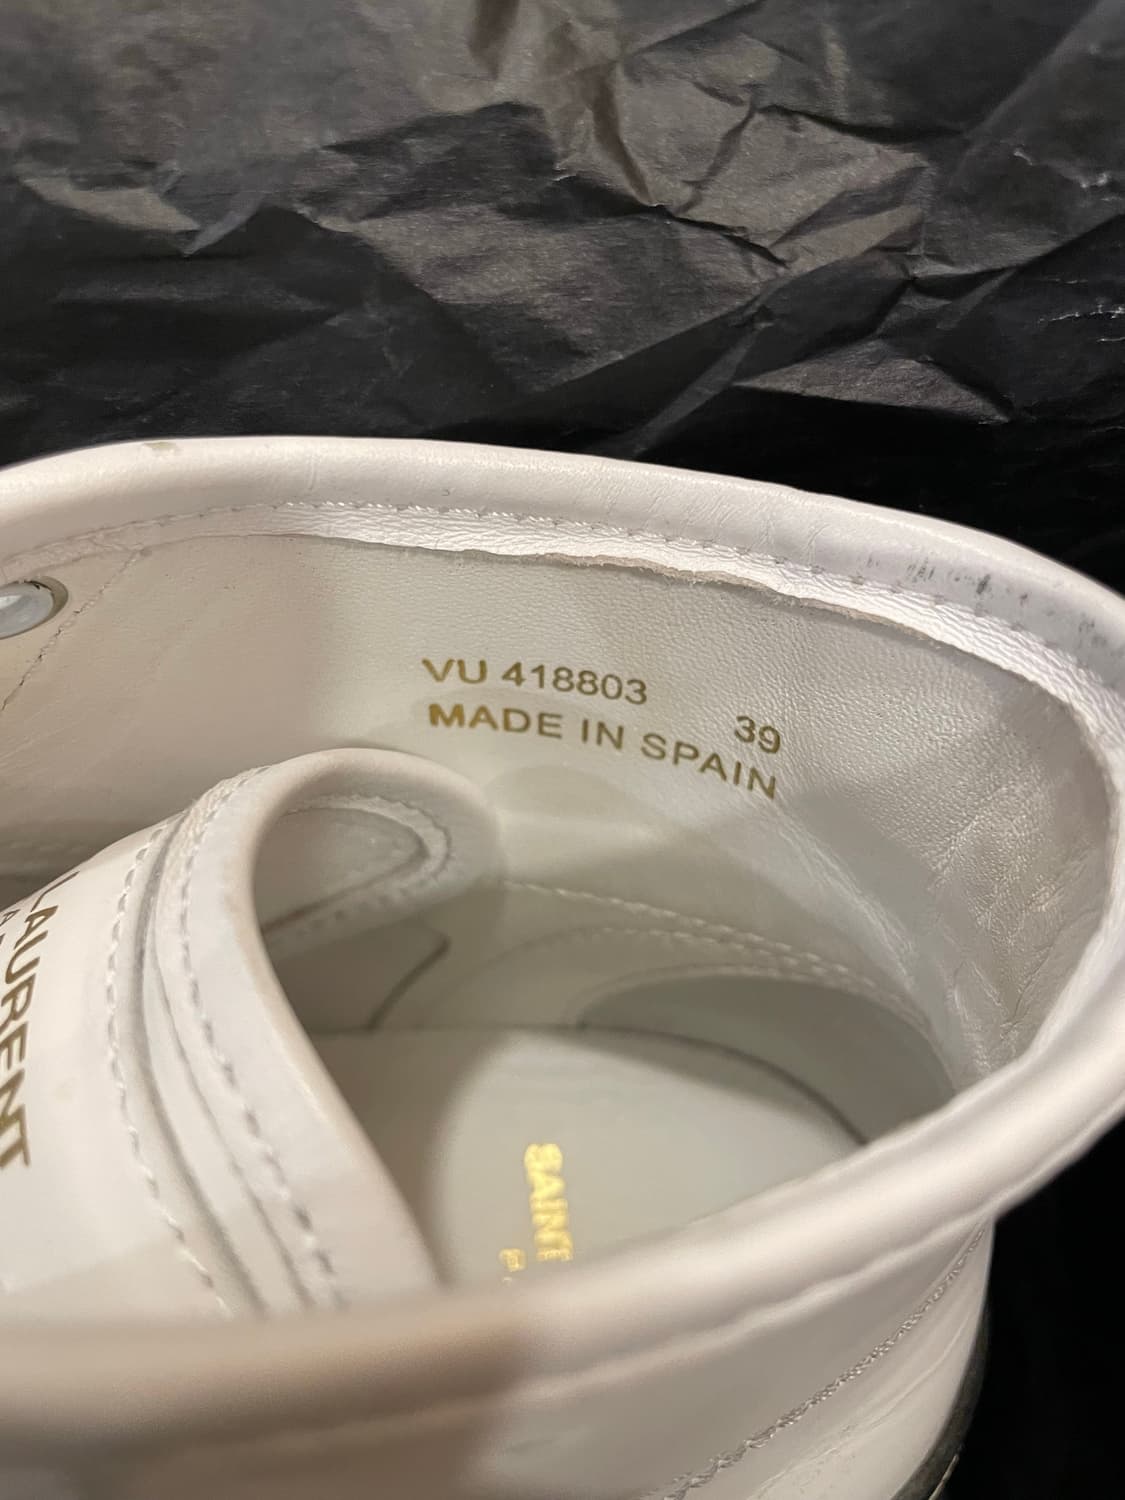 VU 418803
39
MADE IN SPAIN
LAURENT
SAINT